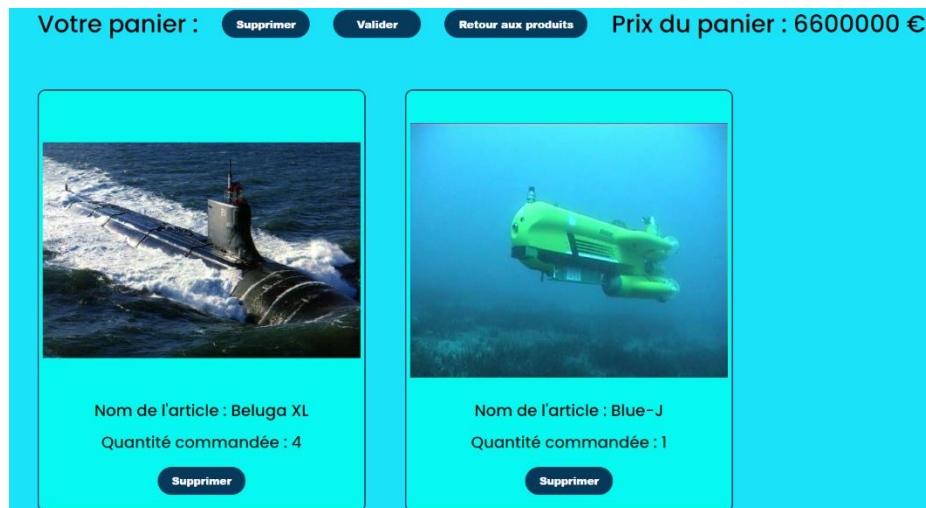 Votre panier : Supprimer Valider Retour aux produits Prix du panier : 6600000 €
Nom de l'article : Beluga XL
Quantité commandée : 4
Supprimer
Nom de l'article : Blue-J
Quantité commandée : 1
Supprimer